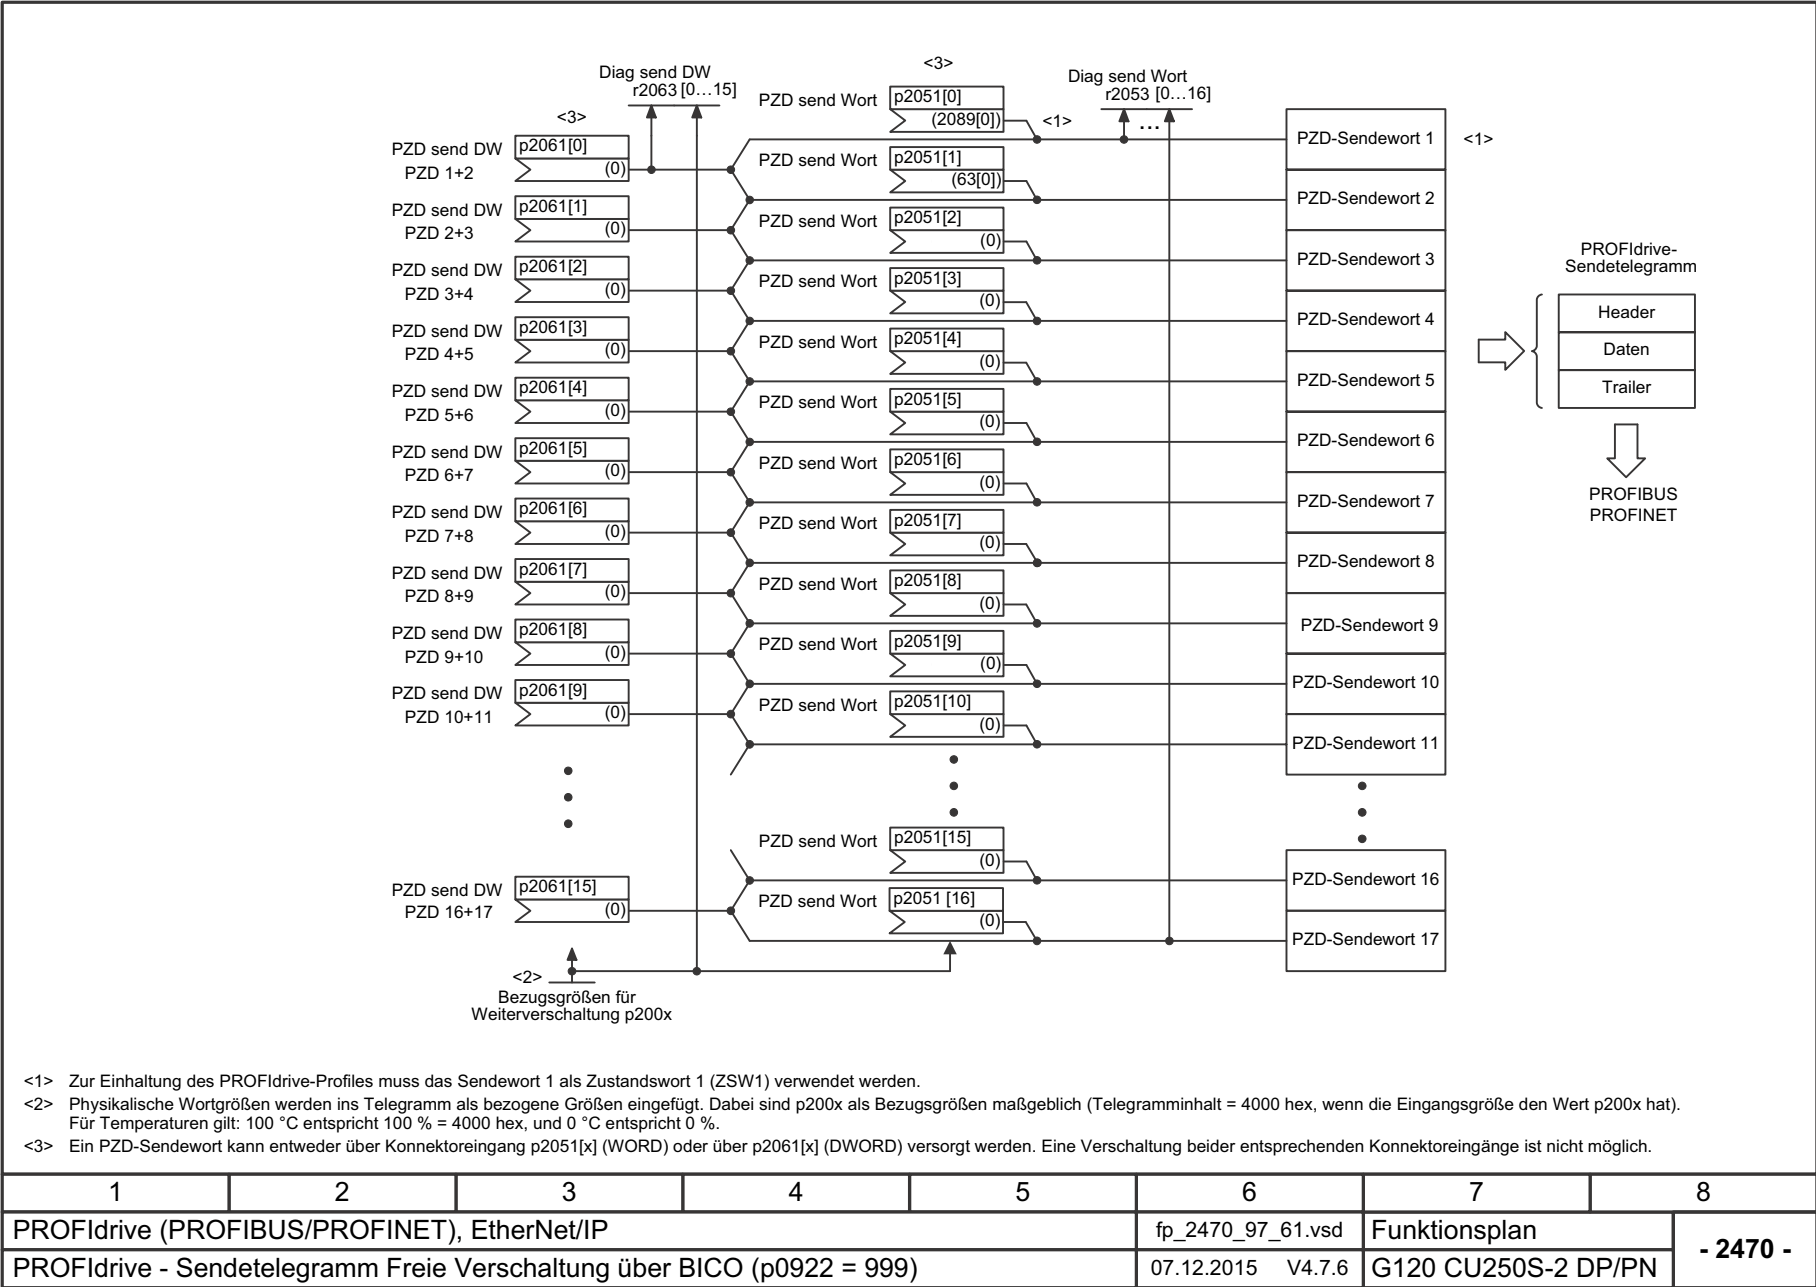 <3>
Diag send DW
r2063 [0…15]
Diag send Wort
r2053 [0…16]
<3>
<1>
...
PZD send DW
PZD 1+2
p2061[0]
(0)
PZD send DW
PZD 2+3
p2061[1]
(0)
PZD send DW
PZD 3+4
p2061[2]
(0)
PZD send DW
PZD 4+5
p2061[3]
(0)
PZD send DW
PZD 5+6
p2061[4]
(0)
PZD send DW
PZD 6+7
p2061[5]
(0)
PZD send DW
PZD 7+8
p2061[6]
(0)
PZD send DW
PZD 8+9
p2061[7]
(0)
PZD send DW
PZD 9+10
p2061[8]
(0)
PZD send DW
PZD 10+11
p2061[9]
(0)
PZD send DW
PZD 16+17
p2061[15]
(0)
<2>
Bezugsgrößen für
Weiterverschaltung p200x
PZD send Wort
p2051[0]
(2089[0])
PZD send Wort
p2051[1]
(63[0])
PZD send Wort
p2051[2]
(0)
PZD send Wort
p2051[3]
(0)
PZD send Wort
p2051[4]
(0)
PZD send Wort
p2051[5]
(0)
PZD send Wort
p2051[6]
(0)
PZD send Wort
p2051[7]
(0)
PZD send Wort
p2051[8]
(0)
PZD send Wort
p2051[9]
(0)
PZD send Wort
p2051[10]
(0)
PZD send Wort
p2051[15]
(0)
PZD send Wort
p2051 [16]
(0)
PZD-Sendewort 1
<1>
PZD-Sendewort 2
PZD-Sendewort 3
PZD-Sendewort 4
PZD-Sendewort 5
PZD-Sendewort 6
PZD-Sendewort 7
PZD-Sendewort 8
PZD-Sendewort 9
PZD-Sendewort 10
PZD-Sendewort 11
PZD-Sendewort 16
PZD-Sendewort 17
PROFIdrive-
Sendetelegramm
Header
Daten
Trailer
PROFIBUS
PROFINET
<1> Zur Einhaltung des PROFIdrive-Profiles muss das Sendewort 1 als Zustandswort 1 (ZSW1) verwendet werden.
<2> Physikalische Wortgrößen werden ins Telegramm als bezogene Größen eingefügt. Dabei sind p200x als Bezugsgrößen maßgeblich (Telegramminhalt = 4000 hex, wenn die Eingangsgröße den Wert p200x hat).
Für Temperaturen gilt: 100 °C entspricht 100 % = 4000 hex, und 0 °C entspricht 0 %.
<3> Ein PZD-Sendewort kann entweder über Konnektoreingang p2051[x] (WORD) oder über p2061[x] (DWORD) versorgt werden. Eine Verschaltung beider entsprechenden Konnektoreingänge ist nicht möglich.
1 2 3 4 5 6 7 8
PROFIdrive (PROFIBUS/PROFINET), EtherNet/IP
fp_2470_97_61.vsd
Funktionsplan
- 2470 -
PROFIdrive - Sendetelegramm Freie Verschaltung über BICO (p0922 = 999)
07.12.2015 V4.7.6
G120 CU250S-2 DP/PN